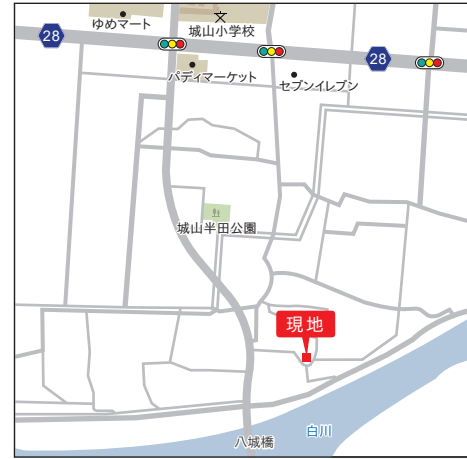 ゆめマート
城山小学校
28
パディマーケット
セブンイレブン
28
城山半田公園
現地
八城橋
白川